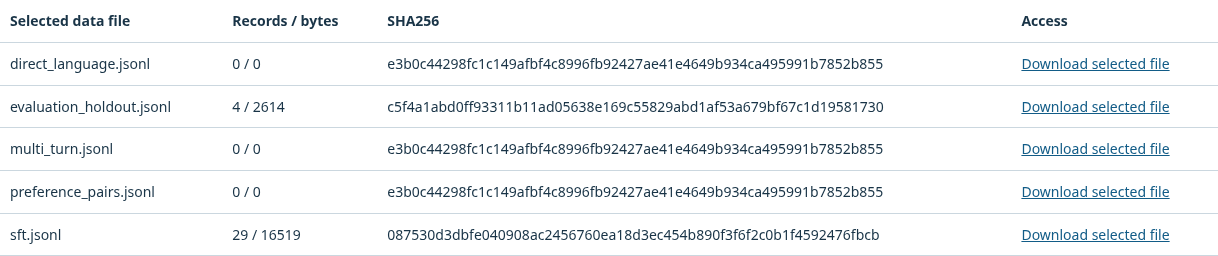 Selected data file Records / bytes SHA256 Access
direct_language.jsonl 0 / 0 e3b0c44298fc1c149afbf4c8996fb92427ae41e4649b934ca495991b7852b855 Download selected file
evaluation_holdout.jsonl 4 / 2614 c5f4a1abd0ff93311b11ad05638e169c55829abd1af53a679bf67c1d19581730 Download selected file
multi_turn.jsonl 0 / 0 e3b0c44298fc1c149afbf4c8996fb92427ae41e4649b934ca495991b7852b855 Download selected file
preference_pairs.jsonl 0 / 0 e3b0c44298fc1c149afbf4c8996fb92427ae41e4649b934ca495991b7852b855 Download selected file
sft.jsonl 29 / 16519 087530d3dbfe040908ac2456760ea18d3ec454b890f3f6f2c0b1f4592476fbcb Download selected file